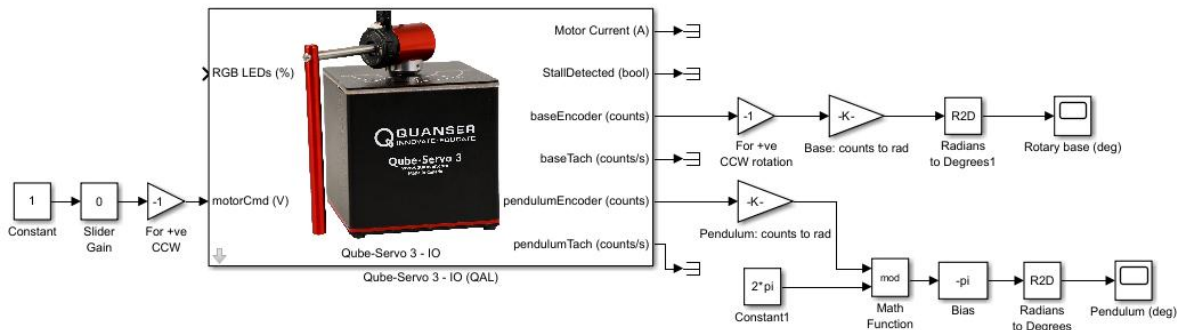 Motor Current (A)
RGB LEDs (%)
StallDetected (bool)
QUANSER
INNOVATE·EDUCATE
Qube-Servo 3
baseEncoder (counts)
-1
For +ve
CCW rotation
-K-
Base: counts to rad
R2D
Radians
to Degrees1
Rotary base (deg)
baseTach (counts/s)
1
Constant
0
Slider
Gain
-1
For +ve
CCW
motorCmd (V)
pendulumEncoder (counts)
-K-
Pendulum: counts to rad
pendulumTach (counts/s)
Qube-Servo 3 - IO
Qube-Servo 3 - IO (QAL)
2*pi
Constant1
mod
Math
Function
-pi
Bias
R2D
Radians
to Degrees
Pendulum (deg)